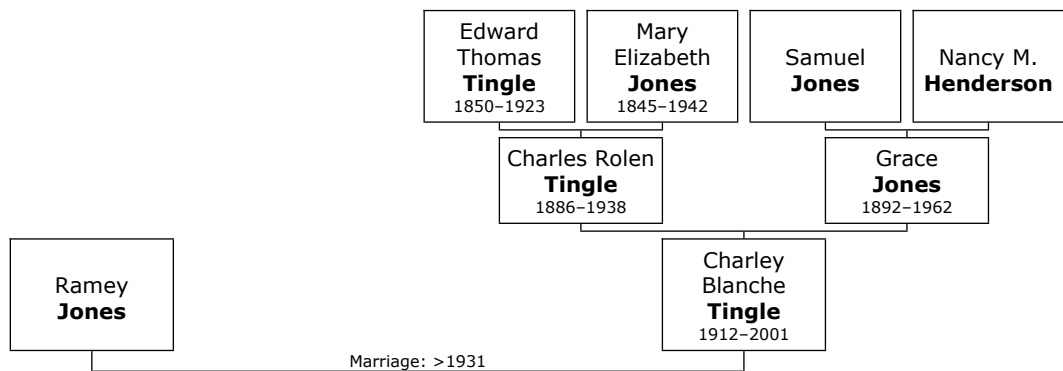 Edward
Thomas
Tingle
1850–1923
Mary
Elizabeth
Jones
1845–1942
Samuel
Jones
Nancy M.
Henderson
Charles Rolen
Tingle
1886–1938
Grace
Jones
1892–1962
Ramey
Jones
Charley
Blanche
Tingle
1912–2001
Marriage: >1931